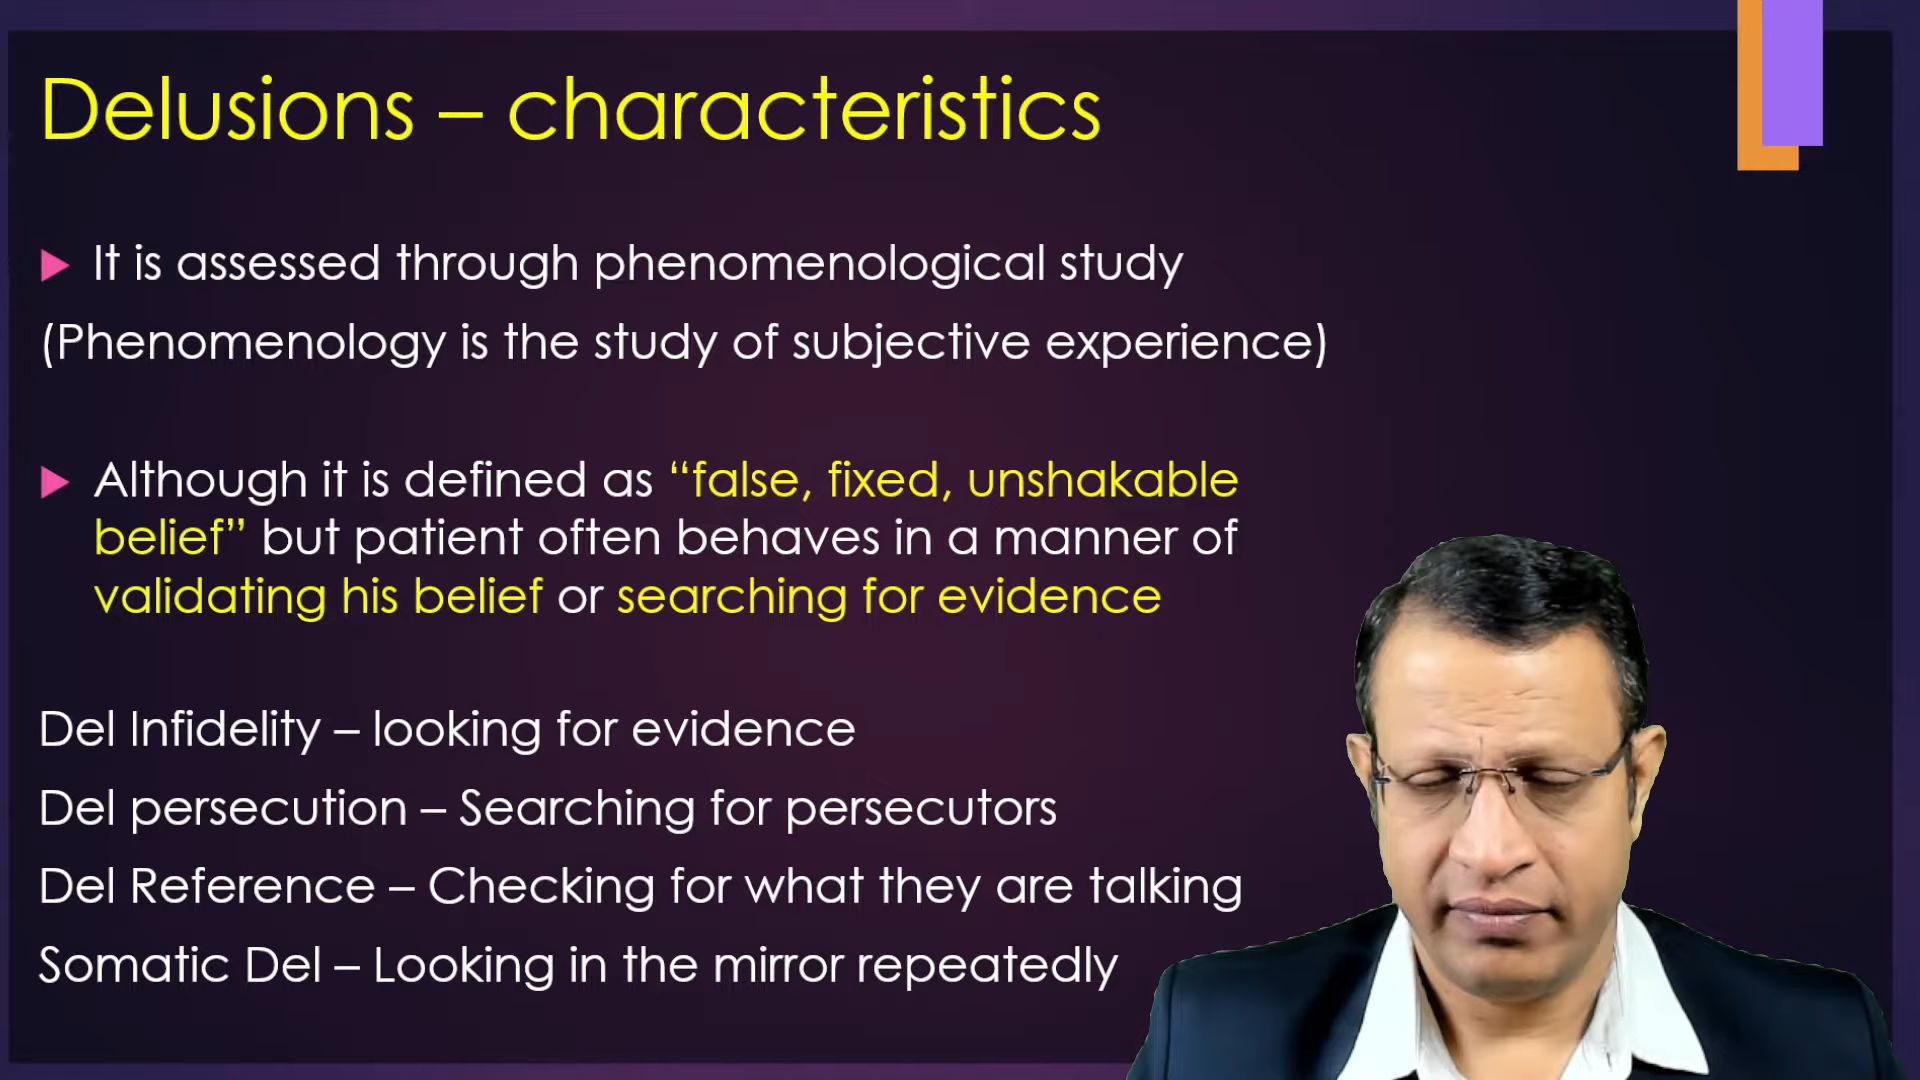 Delusions – characteristics
It is assessed through phenomenological study
(Phenomenology is the study of subjective experience)
Although it is defined as “false, fixed, unshakable
belief” but patient often behaves in a manner of
validating his belief or searching for evidence
Del Infidelity – looking for evidence
Del persecution – Searching for persecutors
Del Reference – Checking for what they are talking
Somatic Del – Looking in the mirror repeatedly